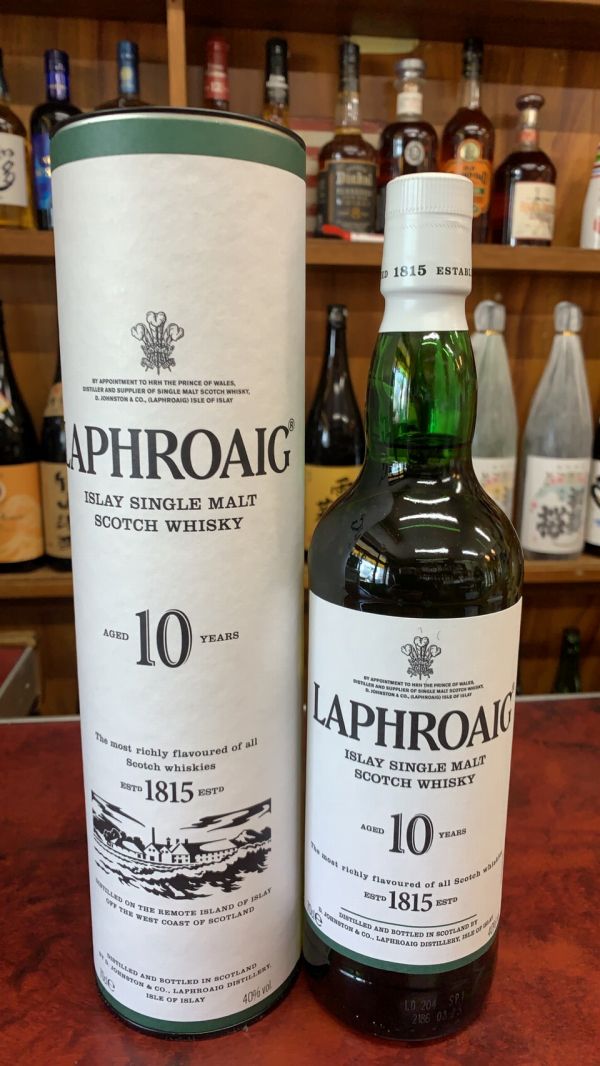 BY APPOINTMENT TO HRH THE PRINCE OF WALES,
DISTILLER AND SUPPLIER OF SINGLE MALT SCOTCH WHISKY,
D. JOHNSTON & CO., (LAPHROAIG) ISLE OF ISLAY
LAPHROAIG®
ISLAY SINGLE MALT
SCOTCH WHISKY
AGED 10 YEARS
The most richly flavoured of all
Scotch whiskies
ESTD 1815 ESTD
DISTILLED ON THE REMOTE ISLAND OF ISLAY
OFF THE WEST COAST OF SCOTLAND
DISTILLED AND BOTTLED IN SCOTLAND
BY D. JOHNSTON & CO., LAPHROAIG DISTILLERY,
ISLE OF ISLAY
70cl e
40% vol
1815 ESTABL
BY APPOINTMENT TO HRH THE PRINCE OF WALES,
DISTILLER AND SUPPLIER OF SINGLE MALT SCOTCH WHISKY,
D. JOHNSTON & CO., (LAPHROAIG) ISLE OF ISLAY
LAPHROAIG®
ISLAY SINGLE MALT
SCOTCH WHISKY
AGED 10 YEARS
The most richly flavoured of all Scotch whiskies
ESTD 1815 ESTD
DISTILLED AND BOTTLED IN SCOTLAND BY
D. JOHNSTON & CO., LAPHROAIG DISTILLERY, ISLE OF ISLAY